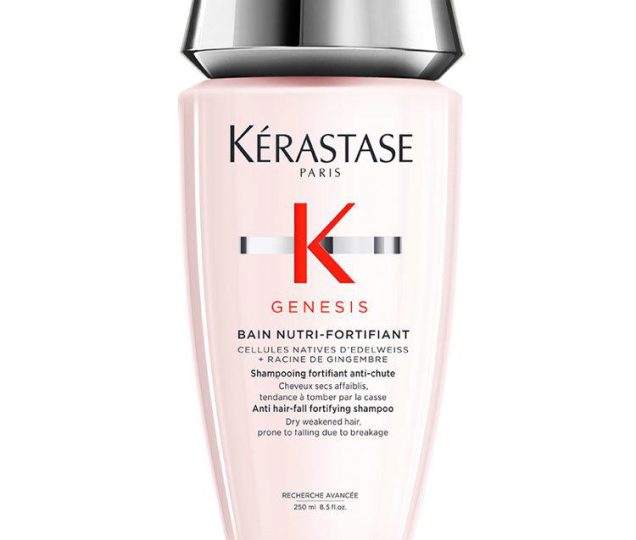 KÉRASTASE
PARIS
K
GENESIS
BAIN NUTRI-FORTIFIANT
CELLULES NATIVES D'EDELWEISS
+ RACINE DE GINGEMBRE
Shampooing fortifiant anti-chute
Cheveux secs affaiblis,
tendance à tomber par la casse
Anti hair-fall fortifying shampoo
Dry weakened hair,
prone to falling due to breakage
RECHERCHE AVANCÉE
250 ml 8.5 fl.oz.